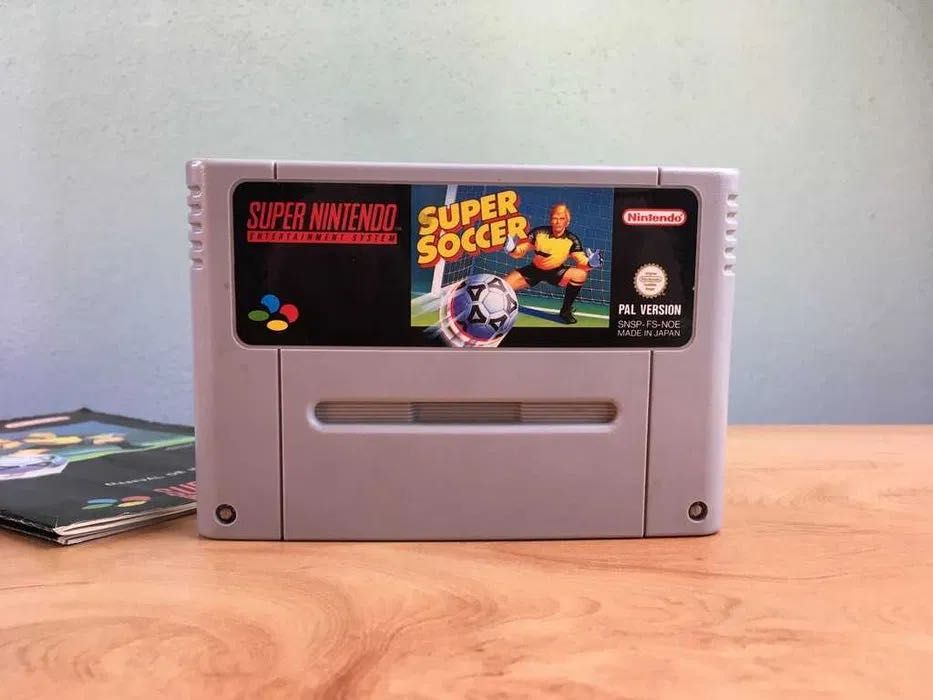 SUPER NINTENDO
ENTERTAINMENT SYSTEM
SUPER
SOCCER
Nintendo
PAL VERSION
SNSP-FS-NOE
MADE IN JAPAN